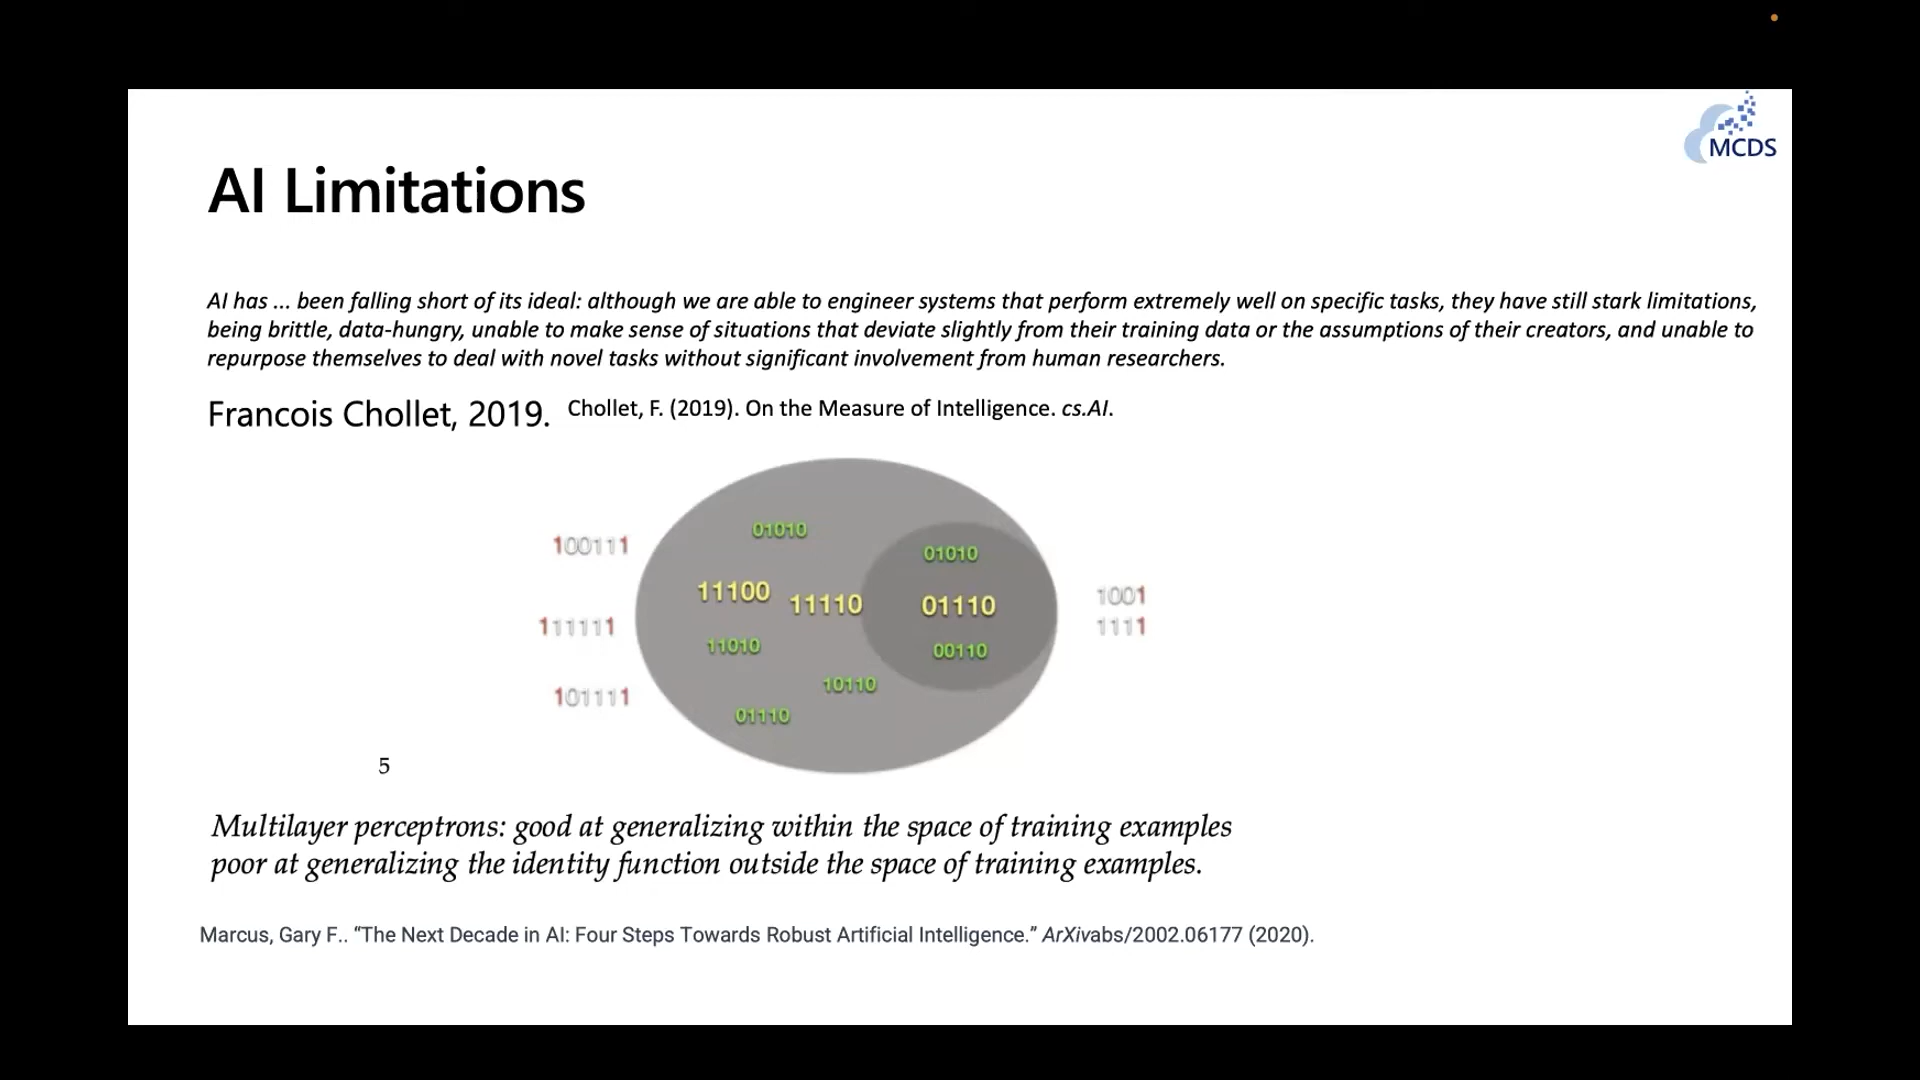 MCDS
AI Limitations
AI has ... been falling short of its ideal: although we are able to engineer systems that perform extremely well on specific tasks, they have still stark limitations,
being brittle, data-hungry, unable to make sense of situations that deviate slightly from their training data or the assumptions of their creators, and unable to
repurpose themselves to deal with novel tasks without significant involvement from human researchers.
Francois Chollet, 2019. Chollet, F. (2019). On the Measure of Intelligence. cs.AI.
01010
100111
01010
11100
11110
01110
1001
111111
1111
11010
00110
10110
101111
01110
5
Multilayer perceptrons: good at generalizing within the space of training examples
poor at generalizing the identity function outside the space of training examples.
Marcus, Gary F.. “The Next Decade in AI: Four Steps Towards Robust Artificial Intelligence.” ArXivabs/2002.06177 (2020).